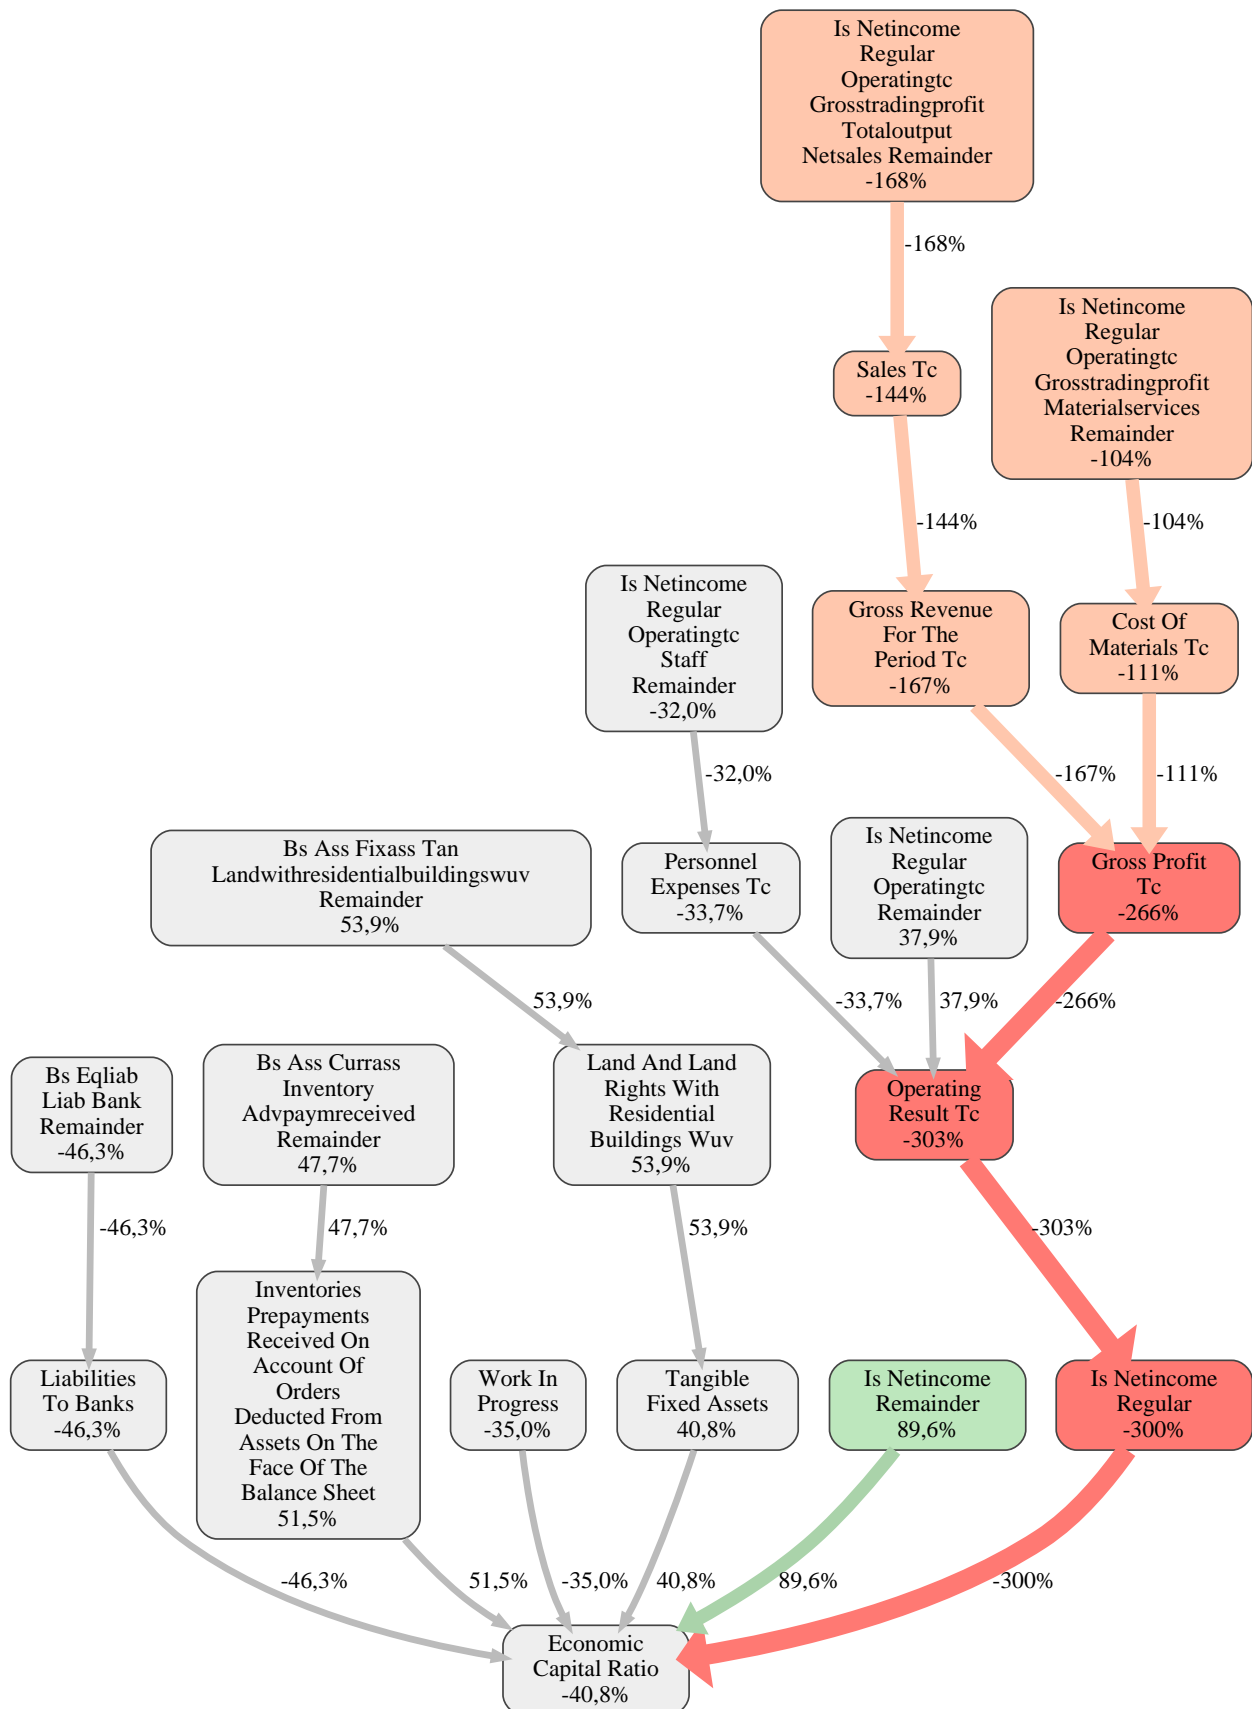 Is Netincome
Regular
Operatingtc
Grosstradingprofit
Totaloutput
Netsales Remainder
-168%
-168%
Is Netincome
Regular
Operatingtc
Grosstradingprofit
Materialservices
Remainder
-104%
Sales Tc
-144%
-144%
-104%
Is Netincome
Regular
Operatingtc
Staff
Remainder
-32,0%
Gross Revenue
For The
Period Tc
-167%
Cost Of
Materials Tc
-111%
-32,0%
-167%
-111%
Bs Ass Fixass Tan
Landwithresidentialbuildingswuv
Remainder
53,9%
Personnel
Expenses Tc
-33,7%
Is Netincome
Regular
Operatingtc
Remainder
37,9%
Gross Profit
Tc
-266%
53,9%
-33,7%
37,9%
-266%
Bs Eqliab
Liab Bank
Remainder
-46,3%
Bs Ass Currass
Inventory
Advpaymreceived
Remainder
47,7%
Land And Land
Rights With
Residential
Buildings Wuv
53,9%
Operating
Result Tc
-303%
-46,3%
47,7%
53,9%
-303%
Liabilities
To Banks
-46,3%
Inventories
Prepayments
Received On
Account Of
Orders
Deducted From
Assets On The
Face Of The
Balance Sheet
51,5%
Work In
Progress
-35,0%
Tangible
Fixed Assets
40,8%
Is Netincome
Remainder
89,6%
Is Netincome
Regular
-300%
-46,3%
51,5%
-35,0%
40,8%
89,6%
-300%
Economic
Capital Ratio
-40,8%